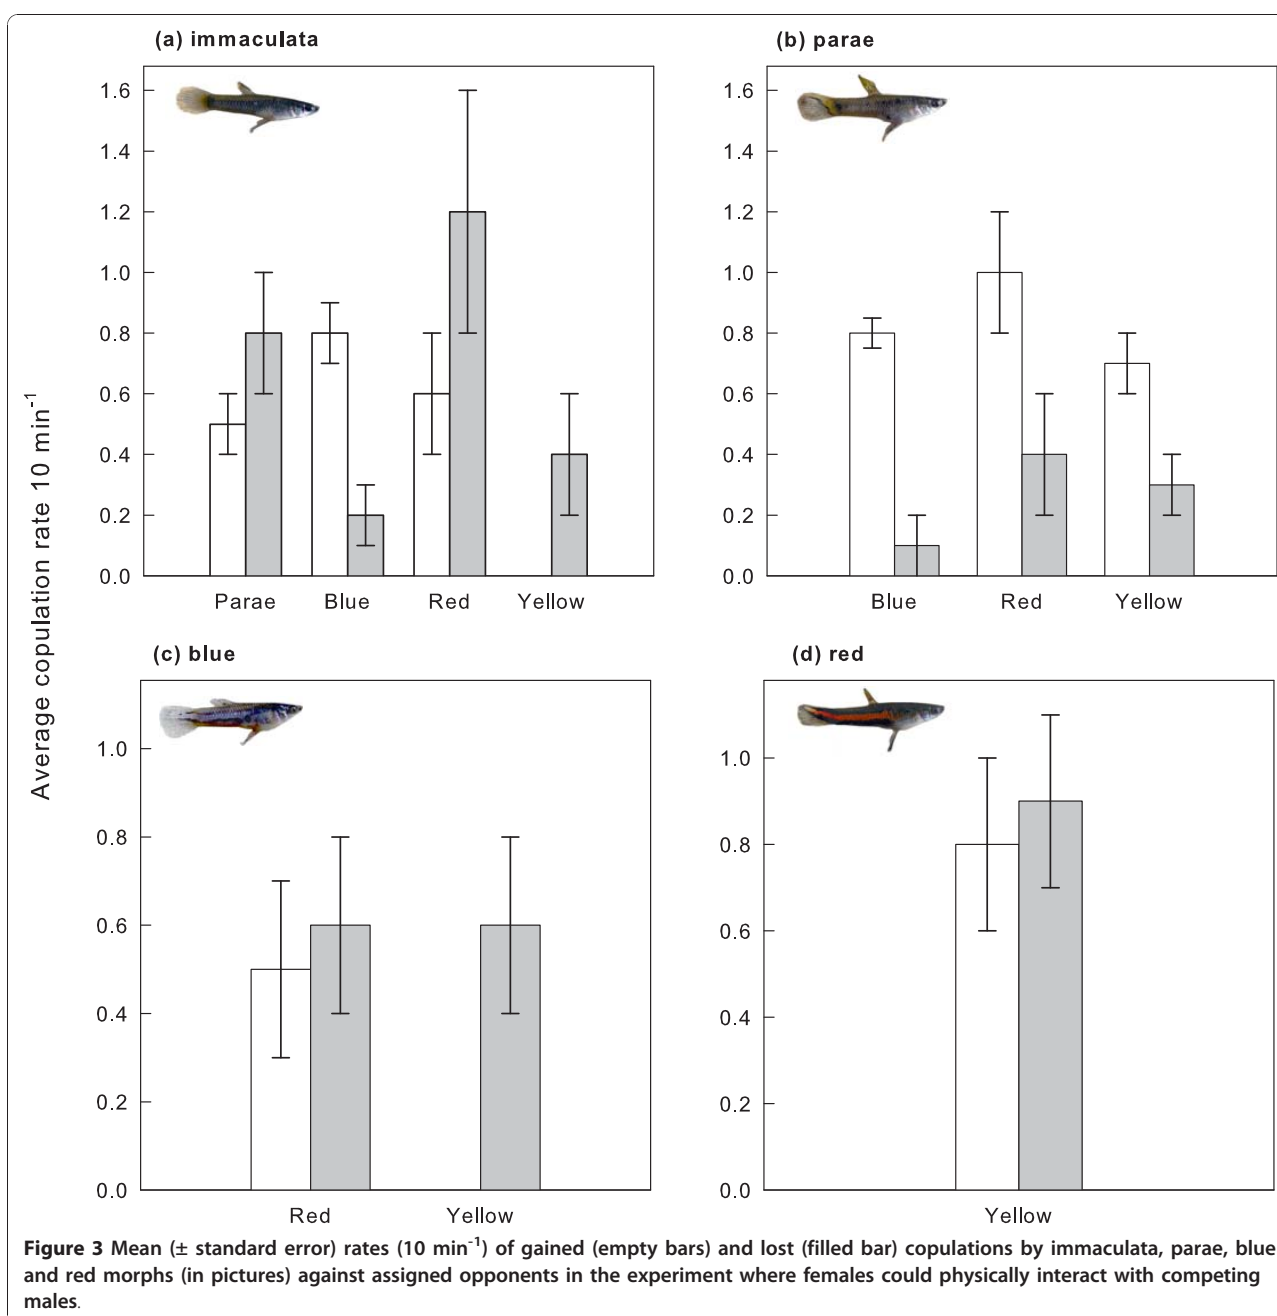 (a) immaculata
(b) parae
1.6
1.4
1.2
1.0
0.8
0.6
0.4
0.2
0.0
Parae Blue Red Yellow
1.6
1.4
1.2
1.0
0.8
0.6
0.4
0.2
0.0
Blue Red Yellow
Average copulation rate 10 min⁻¹
(c) blue
(d) red
1.0
0.8
0.6
0.4
0.2
0.0
Red Yellow
1.0
0.8
0.6
0.4
0.2
0.0
Yellow
Figure 3 Mean (± standard error) rates (10 min⁻¹) of gained (empty bars) and lost (filled bar) copulations by immaculata, parae, blue
and red morphs (in pictures) against assigned opponents in the experiment where females could physically interact with competing
males.